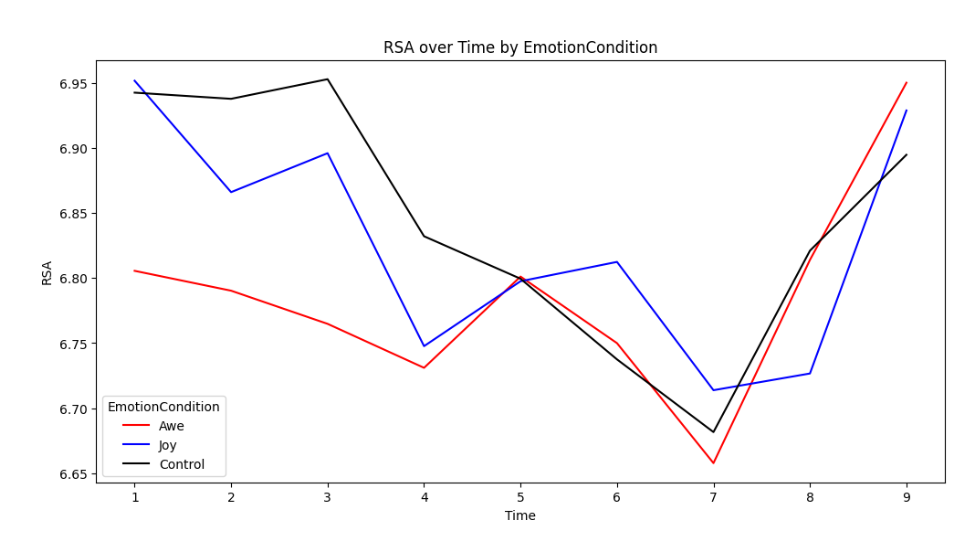 RSA over Time by EmotionCondition
RSA
6.95
6.90
6.85
6.80
6.75
6.70
6.65
EmotionCondition
Awe
Joy
Control
1 2 3 4 5 6 7 8 9
Time